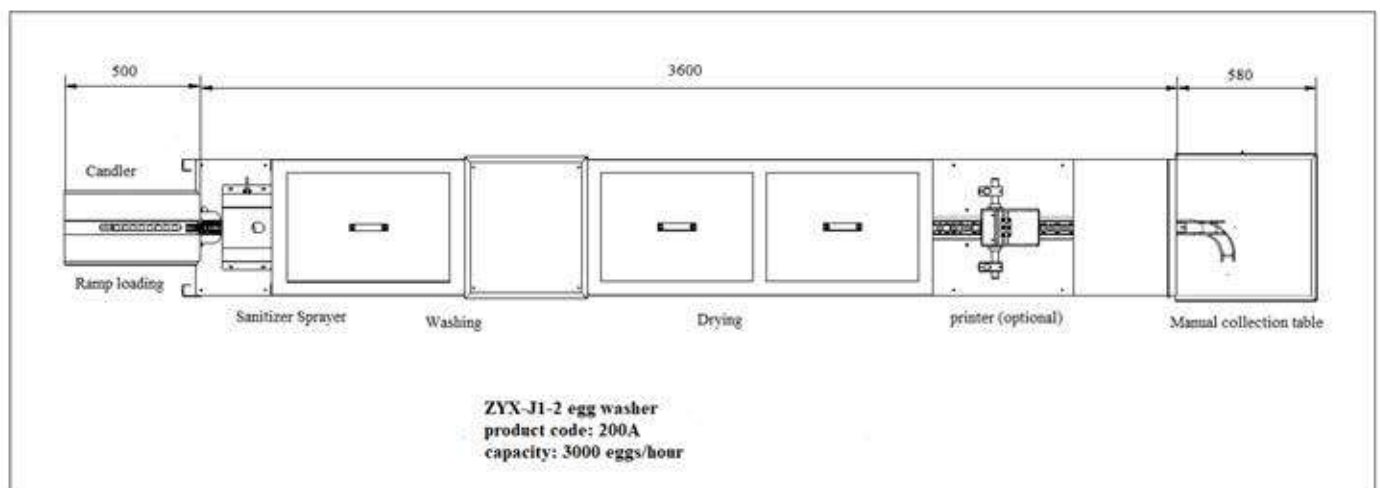 500
3600
580
Candler
Ramp loading
Sanitizer Sprayer
Washing
Drying
printer (optional)
Manual collection table
ZYX-J1-2 egg washer
product code: 200A
capacity: 3000 eggs/hour